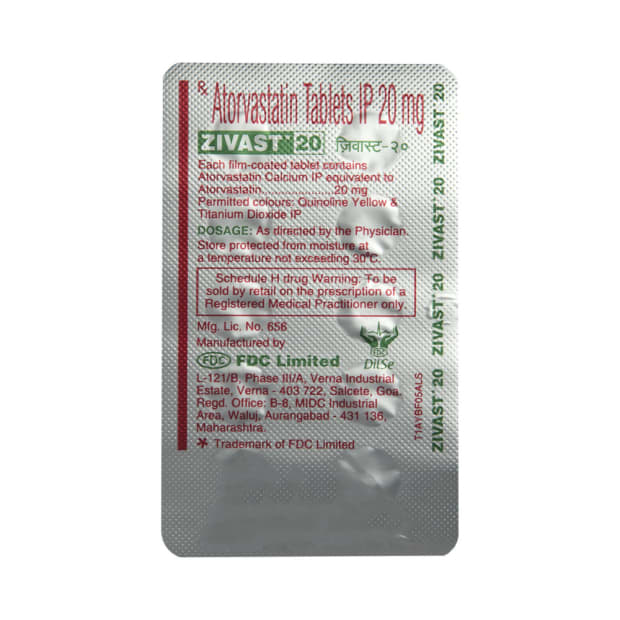 ℞ Atorvastatin Tablets IP 20 mg
ZIVAST* 20 ज़िवास्ट-२०
Each film-coated tablet contains
Atorvastatin Calcium IP equivalent to
Atorvastatin.....................20 mg
Permitted colours: Quinoline Yellow &
Titanium Dioxide IP
DOSAGE: As directed by the Physician.
Store protected from moisture at
a temperature not exceeding 30°C.
Schedule H drug Warning: To be
sold by retail on the prescription of a
Registered Medical Practitioner only.
Mfg. Lic. No. 656
Manufactured by
FDC FDC Limited
FDC
DilSe
L-121/B, Phase III/A, Verna Industrial
Estate, Verna - 403 722, Salcete, Goa.
Regd. Office: B-8, MIDC Industrial
Area, Waluj, Aurangabad - 431 136,
Maharashtra.
* Trademark of FDC Limited
T1AYBF05ALS
ZIVAST* 20 ZIVAST* 20 ZIVAST* 20 ZIVAST* 20